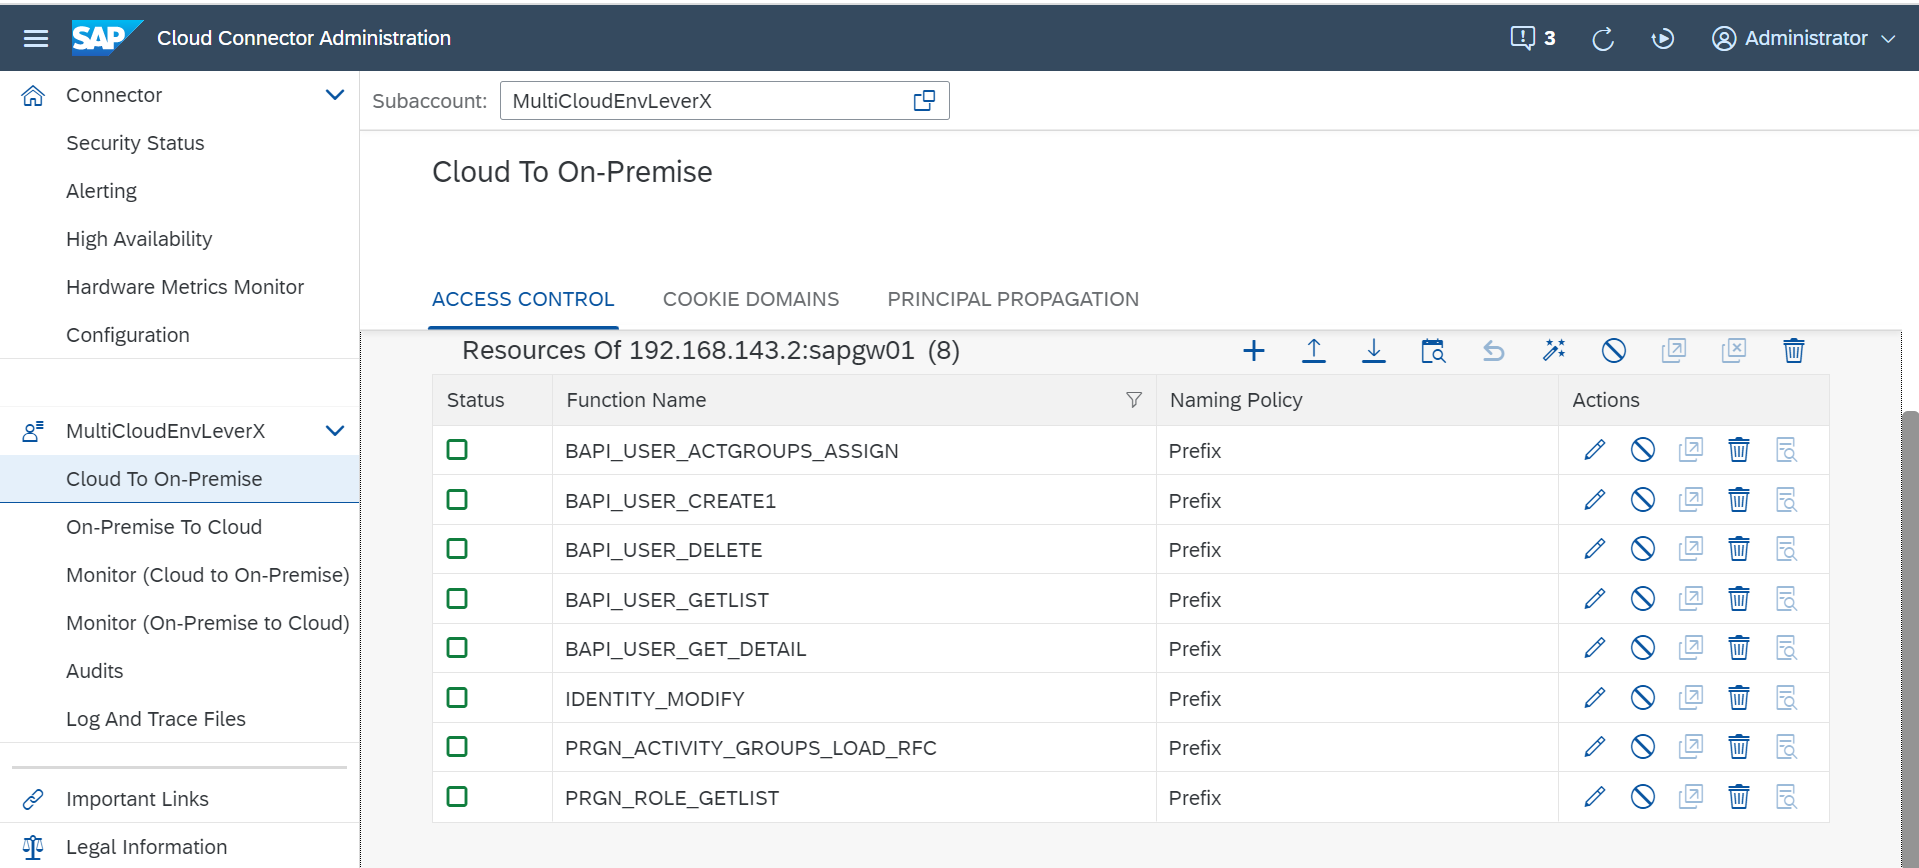 SAP Cloud Connector Administration 3 Administrator
Connector
Security Status
Alerting
High Availability
Hardware Metrics Monitor
Configuration
MultiCloudEnvLeverX
Cloud To On-Premise
On-Premise To Cloud
Monitor (Cloud to On-Premise)
Monitor (On-Premise to Cloud)
Audits
Log And Trace Files
Important Links
Legal Information
Subaccount: MultiCloudEnvLeverX
Cloud To On-Premise
ACCESS CONTROL COOKIE DOMAINS PRINCIPAL PROPAGATION
Resources Of 192.168.143.2:sapgw01 (8)
Status Function Name Naming Policy Actions
BAPI_USER_ACTGROUPS_ASSIGN Prefix
BAPI_USER_CREATE1 Prefix
BAPI_USER_DELETE Prefix
BAPI_USER_GETLIST Prefix
BAPI_USER_GET_DETAIL Prefix
IDENTITY_MODIFY Prefix
PRGN_ACTIVITY_GROUPS_LOAD_RFC Prefix
PRGN_ROLE_GETLIST Prefix